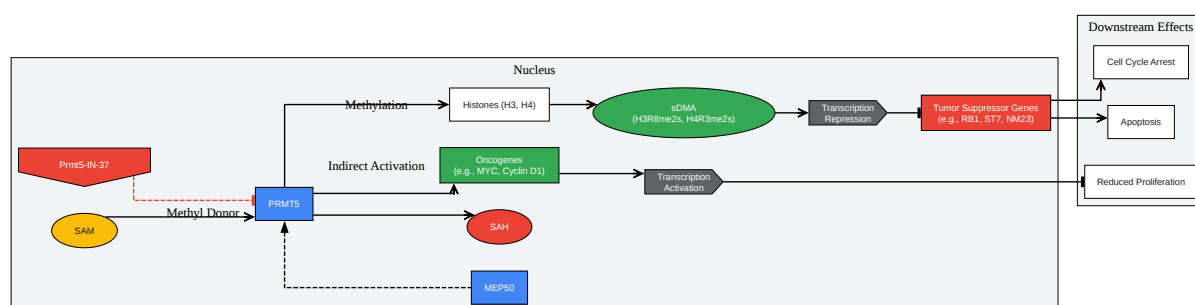 Downstream Effects
Nucleus
Cell Cycle Arrest
Methylation
Histones (H3, H4)
sDMA
(H3R8me2s, H4R3me2s)
Transcription
Repression
Tumor Suppressor Genes
(e.g., RB1, ST7, NM23)
Apoptosis
Prmt5-IN-37
Indirect Activation
Oncogenes
(e.g., MYC, Cyclin D1)
Transcription
Activation
Reduced Proliferation
PRMT5
Methyl Donor
SAM
SAH
MEP50